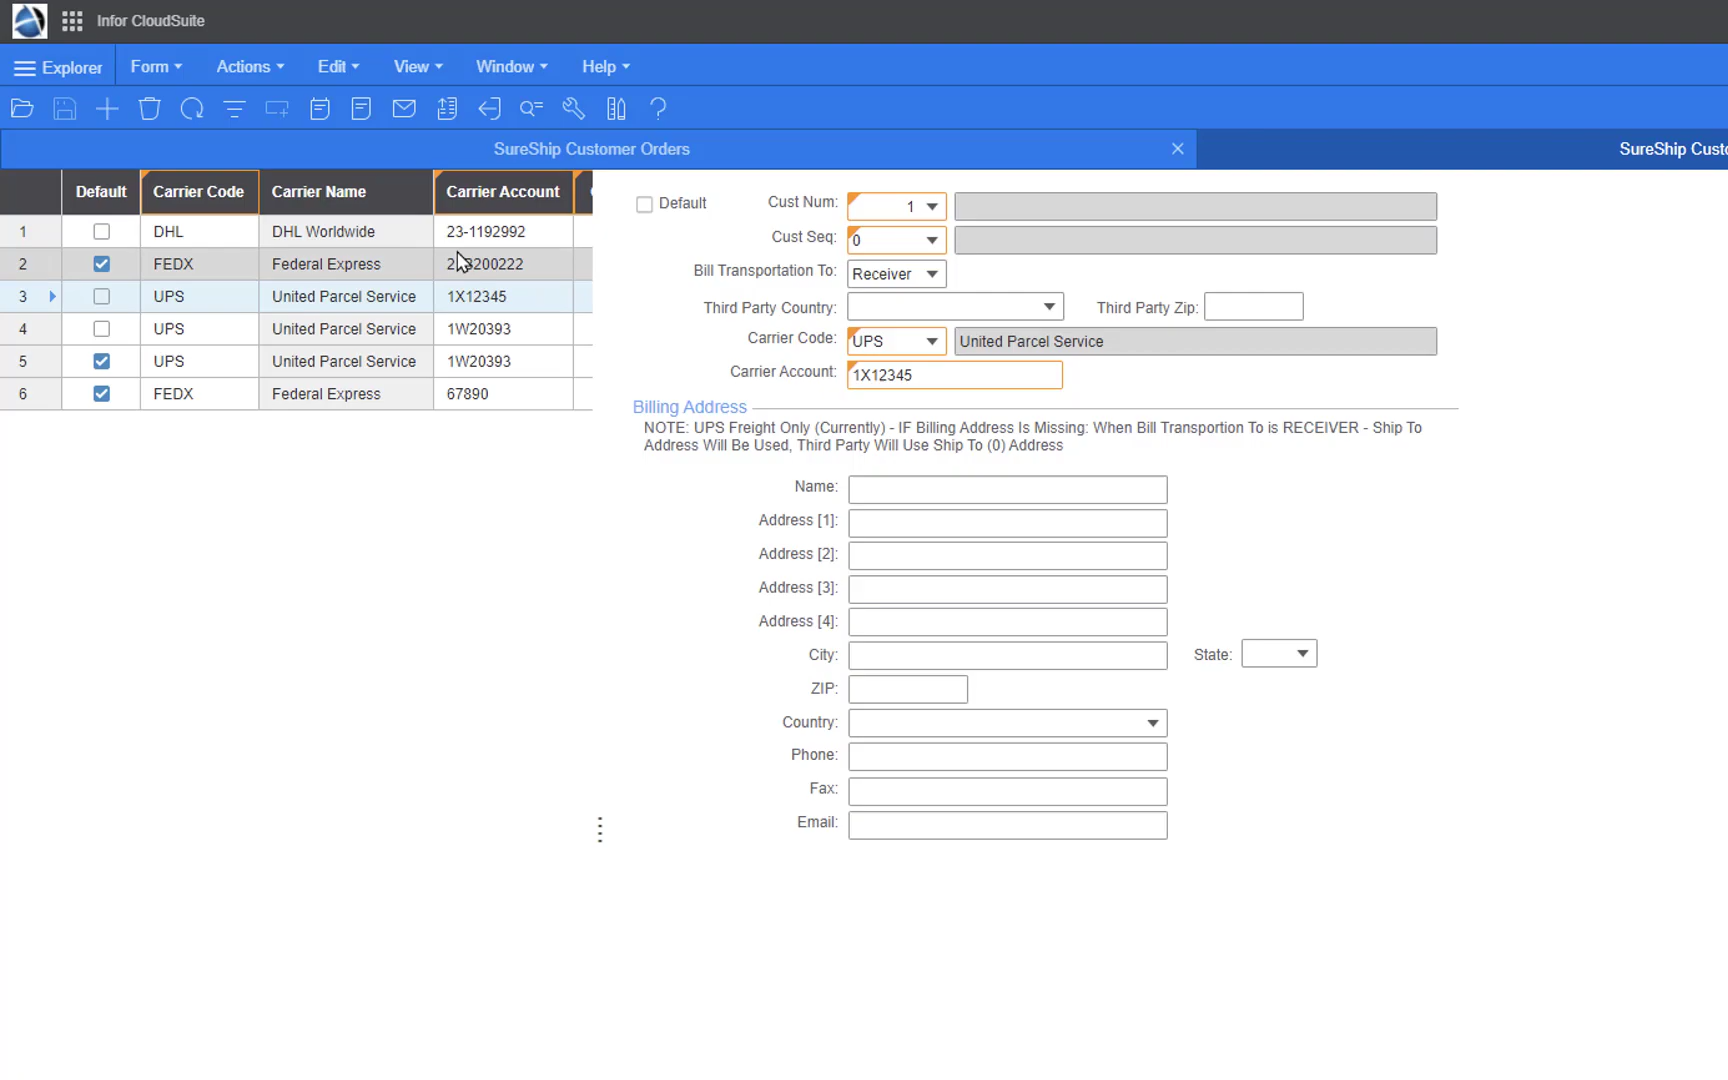 Infor CloudSuite
Explorer Form Actions Edit View Window Help
SureShip Customer Orders
SureShip Custo
Default Carrier Code Carrier Name Carrier Account
1 DHL DHL Worldwide 23-1192992
2 FEDX Federal Express
3 UPS United Parcel Service 1X12345
4 UPS United Parcel Service 1W20393
5 UPS United Parcel Service 1W20393
6 FEDX Federal Express 67890
Default Cust Num: 1
Cust Seq: 0
Bill Transportation To: Receiver
Third Party Country: Third Party Zip:
Carrier Code: UPS United Parcel Service
Carrier Account: 1X12345
Billing Address
NOTE: UPS Freight Only (Currently) - IF Billing Address Is Missing: When Bill Transportion To is RECEIVER - Ship To
Address Will Be Used, Third Party Will Use Ship To (0) Address
Name:
Address [1]:
Address [2]:
Address [3]:
Address [4]:
City: State:
ZIP:
Country:
Phone:
Fax:
Email: